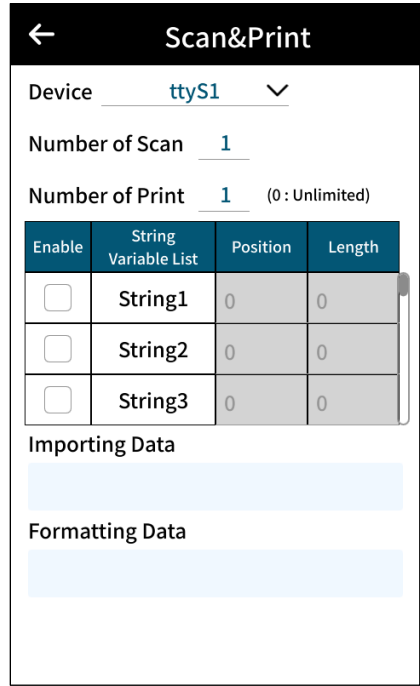 Scan&Print
Device ttyS1
Number of Scan 1
Number of Print 1 (0 : Unlimited)
Enable String Variable List Position Length
String1 0 0
String2 0 0
String3 0 0
Importing Data
Formatting Data